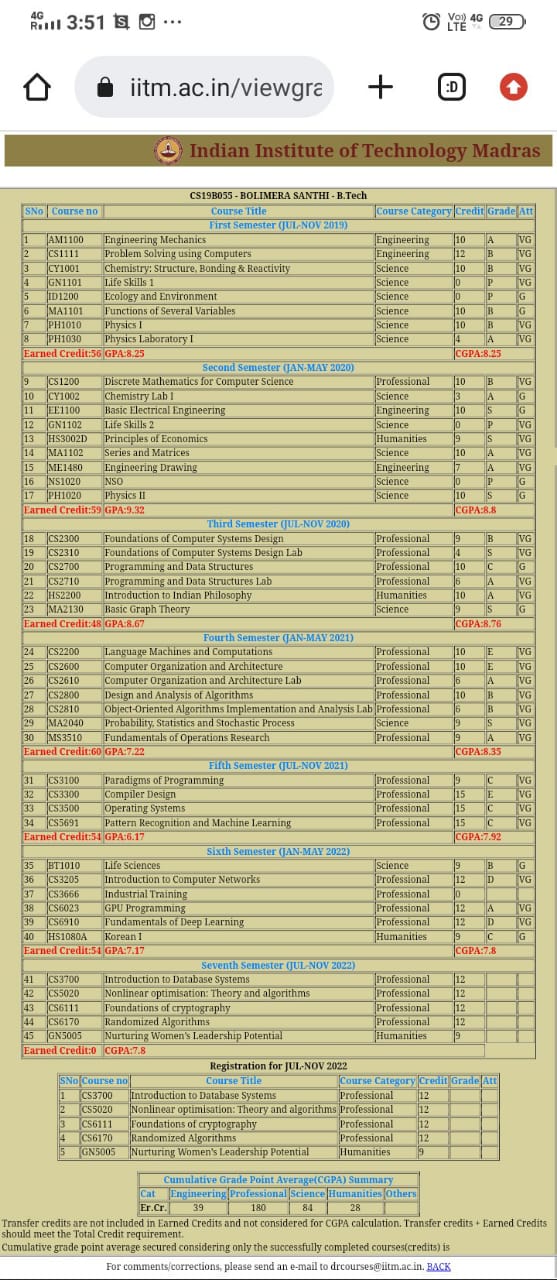 4G
R 3:51 ... Vo) LTE 4G 29
iitm.ac.in/viewgra :D
Indian Institute of Technology Madras
CS19B055 - BOLIMERA SANTHI - B.Tech
SNo Course no Course Title Course Category Credit Grade Att
First Semester (JUL-NOV 2019)
1 AM1100 Engineering Mechanics Engineering 10 A VG
2 CS1111 Problem Solving using Computers Engineering 12 B VG
3 CY1001 Chemistry: Structure, Bonding & Reactivity Science 10 B VG
4 GN1101 Life Skills 1 Science 0 P VG
5 ID1200 Ecology and Environment Science 0 P G
6 MA1101 Functions of Several Variables Science 10 B G
7 PH1010 Physics I Science 10 B VG
8 PH1030 Physics Laboratory I Science 4 A VG
Earned Credit:56 GPA:8.25 CGPA:8.25
Second Semester (JAN-MAY 2020)
9 CS1200 Discrete Mathematics for Computer Science Professional 10 B VG
10 CY1002 Chemistry Lab I Science 3 A G
11 EE1100 Basic Electrical Engineering Engineering 10 S G
12 GN1102 Life Skills 2 Science 0 P VG
13 HS3002D Principles of Economics Humanities 9 S VG
14 MA1102 Series and Matrices Science 10 A VG
15 ME1480 Engineering Drawing Engineering 7 A VG
16 NS1020 NSO Science 0 P G
17 PH1020 Physics II Science 10 S G
Earned Credit:59 GPA:9.32 CGPA:8.8
Third Semester (JUL-NOV 2020)
18 CS2300 Foundations of Computer Systems Design Professional 9 B VG
19 CS2310 Foundations of Computer Systems Design Lab Professional 4 S VG
20 CS2700 Programming and Data Structures Professional 10 C G
21 CS2710 Programming and Data Structures Lab Professional 6 A VG
22 HS2200 Introduction to Indian Philosophy Humanities 10 A VG
23 MA2130 Basic Graph Theory Science 9 S G
Earned Credit:48 GPA:8.67 CGPA:8.76
Fourth Semester (JAN-MAY 2021)
24 CS2200 Language Machines and Computations Professional 10 E VG
25 CS2600 Computer Organization and Architecture Professional 10 E VG
26 CS2610 Computer Organization and Architecture Lab Professional 6 A VG
27 CS2800 Design and Analysis of Algorithms Professional 10 B VG
28 CS2810 Object-Oriented Algorithms Implementation and Analysis Lab Professional 6 B VG
29 MA2040 Probability, Statistics and Stochastic Process Science 9 S VG
30 MS3510 Fundamentals of Operations Research Professional 9 A VG
Earned Credit:60 GPA:7.22 CGPA:8.35
Fifth Semester (JUL-NOV 2021)
31 CS3100 Paradigms of Programming Professional 9 C VG
32 CS3300 Compiler Design Professional 15 E VG
33 CS3500 Operating Systems Professional 15 C VG
34 CS5691 Pattern Recognition and Machine Learning Professional 15 C VG
Earned Credit:54 GPA:6.17 CGPA:7.92
Sixth Semester (JAN-MAY 2022)
35 BT1010 Life Sciences Science 9 B G
36 CS3205 Introduction to Computer Networks Professional 12 D VG
37 CS3666 Industrial Training Professional 0
38 CS6023 GPU Programming Professional 12 A VG
39 CS6910 Fundamentals of Deep Learning Professional 12 D VG
40 HS1080A Korean I Humanities 9 C G
Earned Credit:54 GPA:7.17 CGPA:7.8
Seventh Semester (JUL-NOV 2022)
41 CS3700 Introduction to Database Systems Professional 12
42 CS5020 Nonlinear optimisation: Theory and algorithms Professional 12
43 CS6111 Foundations of cryptography Professional 12
44 CS6170 Randomized Algorithms Professional 12
45 GN5005 Nurturing Women's Leadership Potential Humanities 9
Earned Credit:0 CGPA:7.8
Registration for JUL-NOV 2022
SNo Course no Course Title Course Category Credit Grade Att
1 CS3700 Introduction to Database Systems Professional 12
2 CS5020 Nonlinear optimisation: Theory and algorithms Professional 12
3 CS6111 Foundations of cryptography Professional 12
4 CS6170 Randomized Algorithms Professional 12
5 GN5005 Nurturing Women's Leadership Potential Humanities 9
Cumulative Grade Point Average(CGPA) Summary
Cat Engineering Professional Science Humanities Others
Er.Cr. 39 180 84 28
Transfer credits are not included in Earned Credits and not considered for CGPA calculation. Transfer credits + Earned Credits
should meet the Total Credit requirement.
Cumulative grade point average secured considering only the successfully completed courses(credits) is
For comments/corrections, please send an e-mail to drcourses@iitm.ac.in. BACK